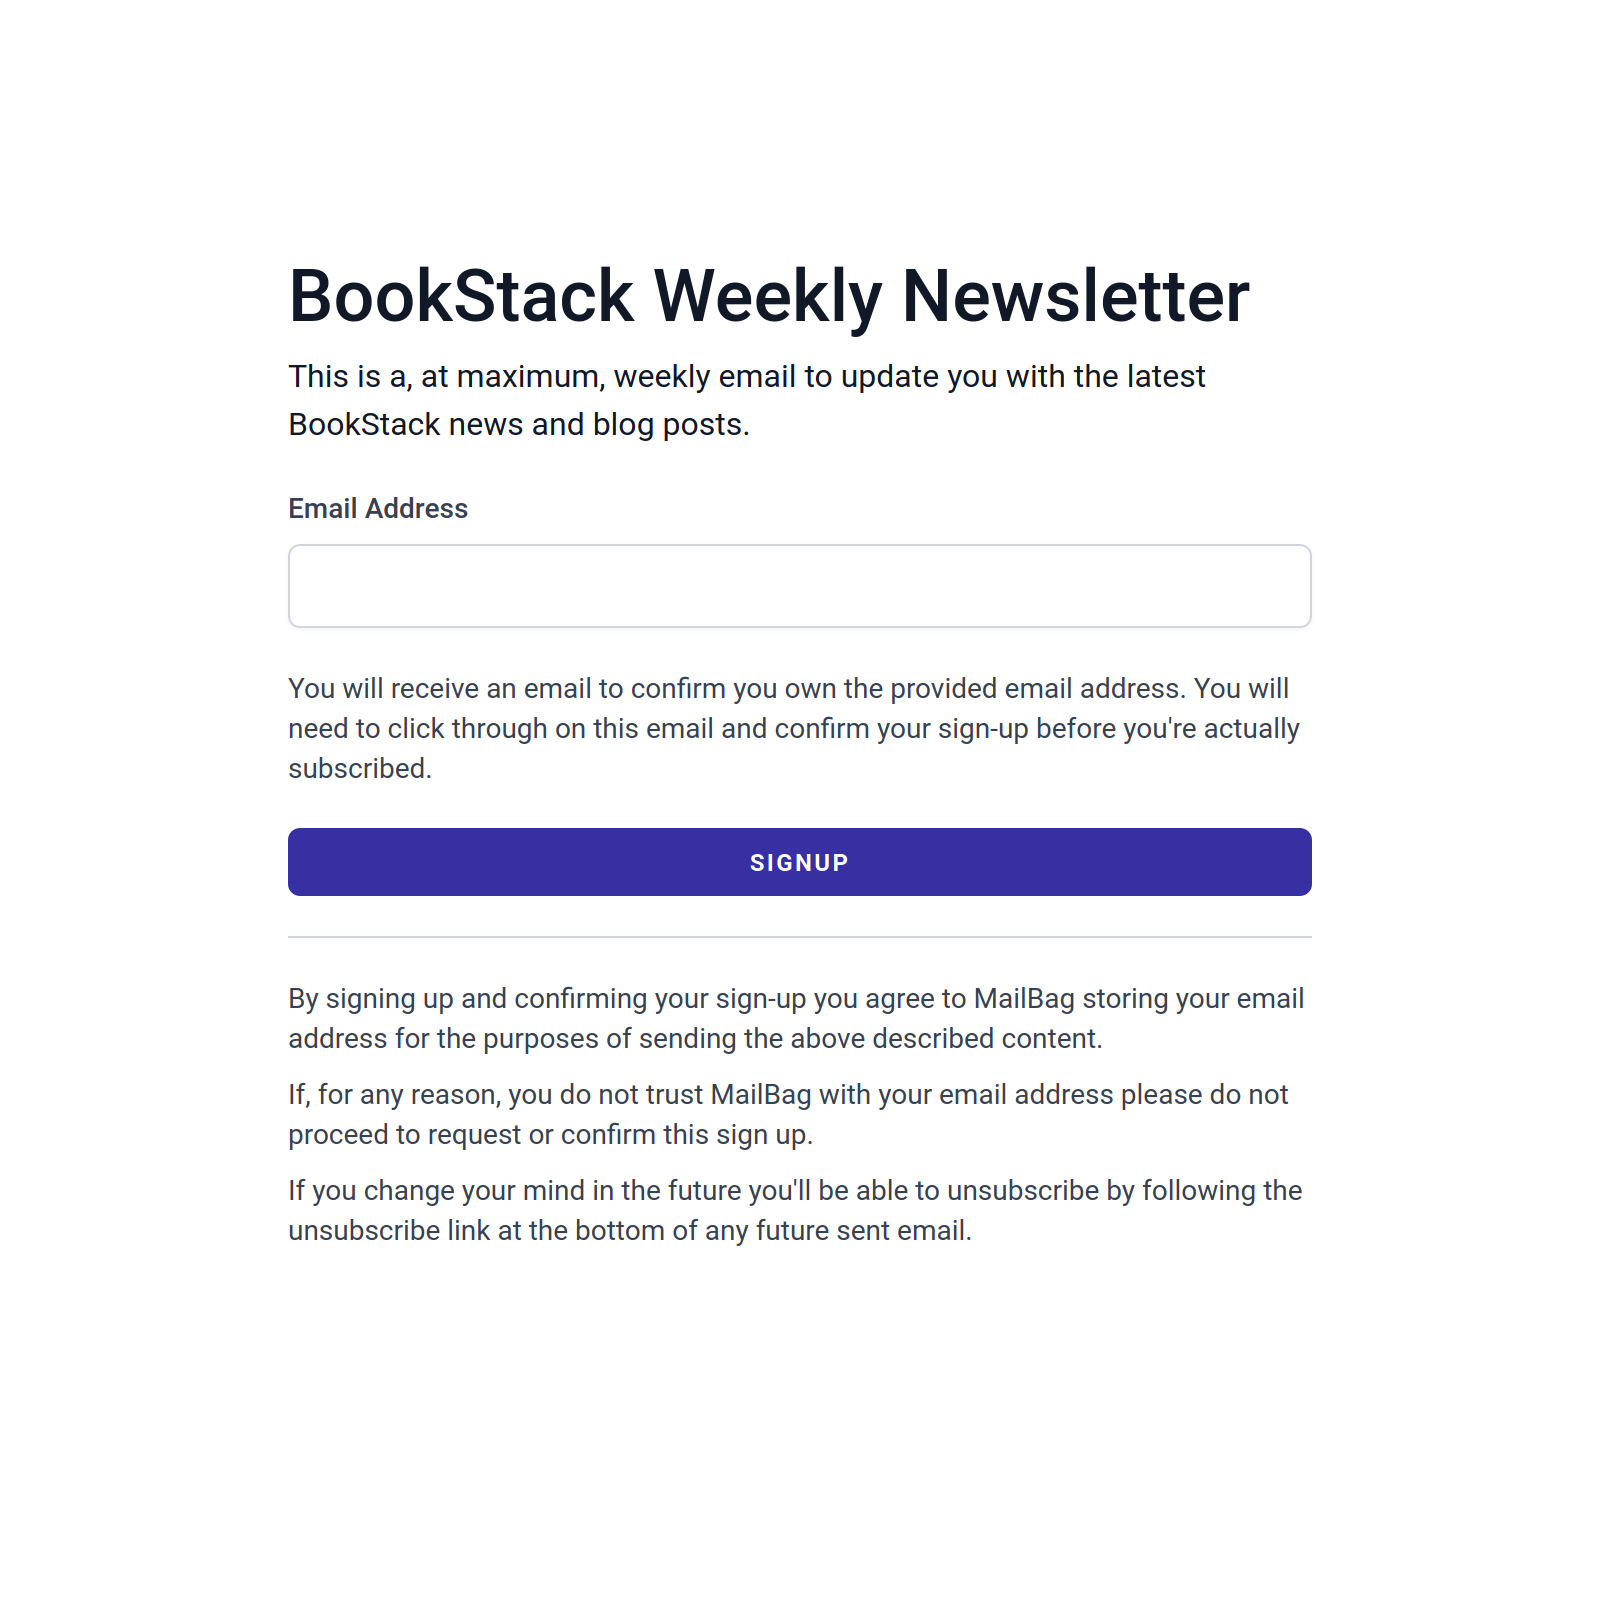 BookStack Weekly Newsletter
This is a, at maximum, weekly email to update you with the latest
BookStack news and blog posts.
Email Address
You will receive an email to confirm you own the provided email address. You will
need to click through on this email and confirm your sign-up before you're actually
subscribed.
SIGNUP
By signing up and confirming your sign-up you agree to MailBag storing your email
address for the purposes of sending the above described content.
If, for any reason, you do not trust MailBag with your email address please do not
proceed to request or confirm this sign up.
If you change your mind in the future you'll be able to unsubscribe by following the
unsubscribe link at the bottom of any future sent email.